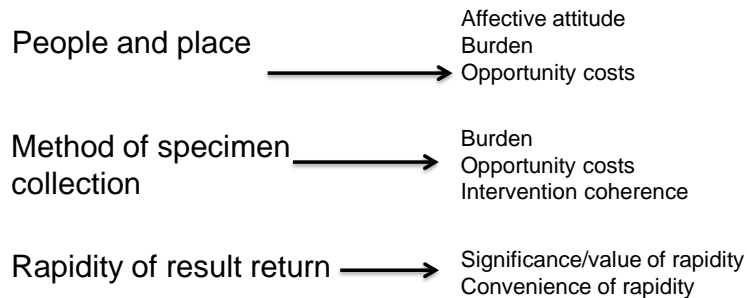 People and place
Affective attitude
Burden
Opportunity costs
Method of specimen
collection
Burden
Opportunity costs
Intervention coherence
Rapidity of result return
Significance/value of rapidity
Convenience of rapidity